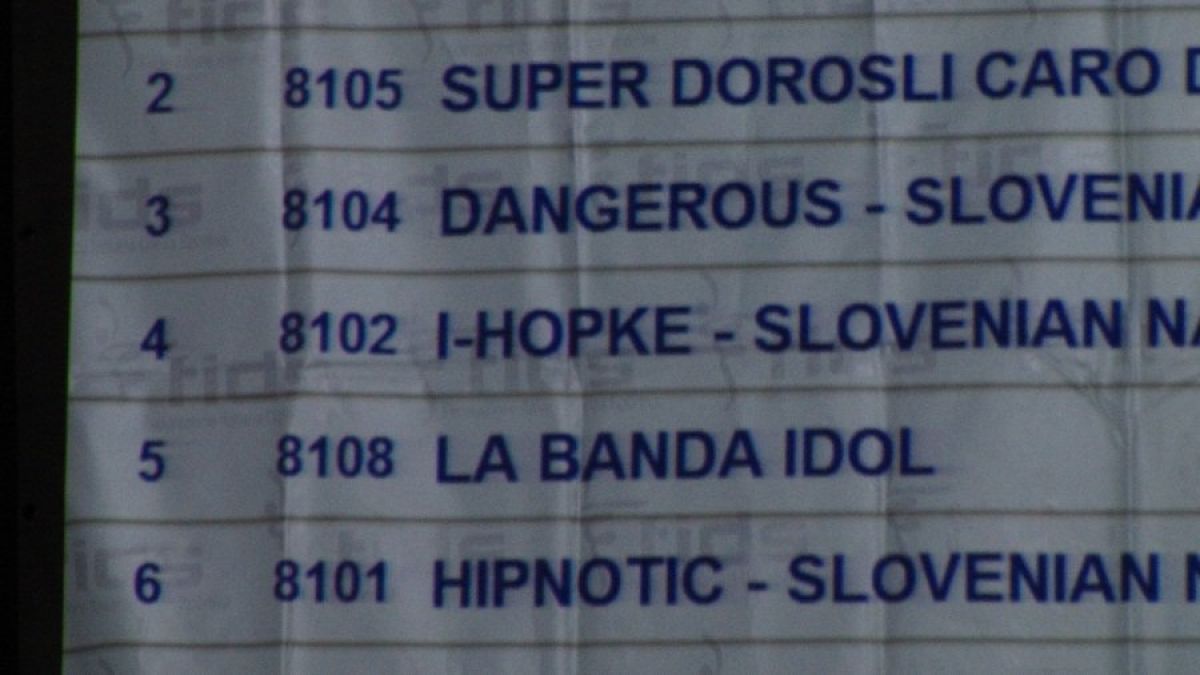 2 8105 SUPER DOROSLI CARO
3 8104 DANGEROUS - SLOVENIA
4 8102 I-HOPKE - SLOVENIAN
5 8108 LA BANDA IDOL
6 8101 HIPNOTIC - SLOVENIAN